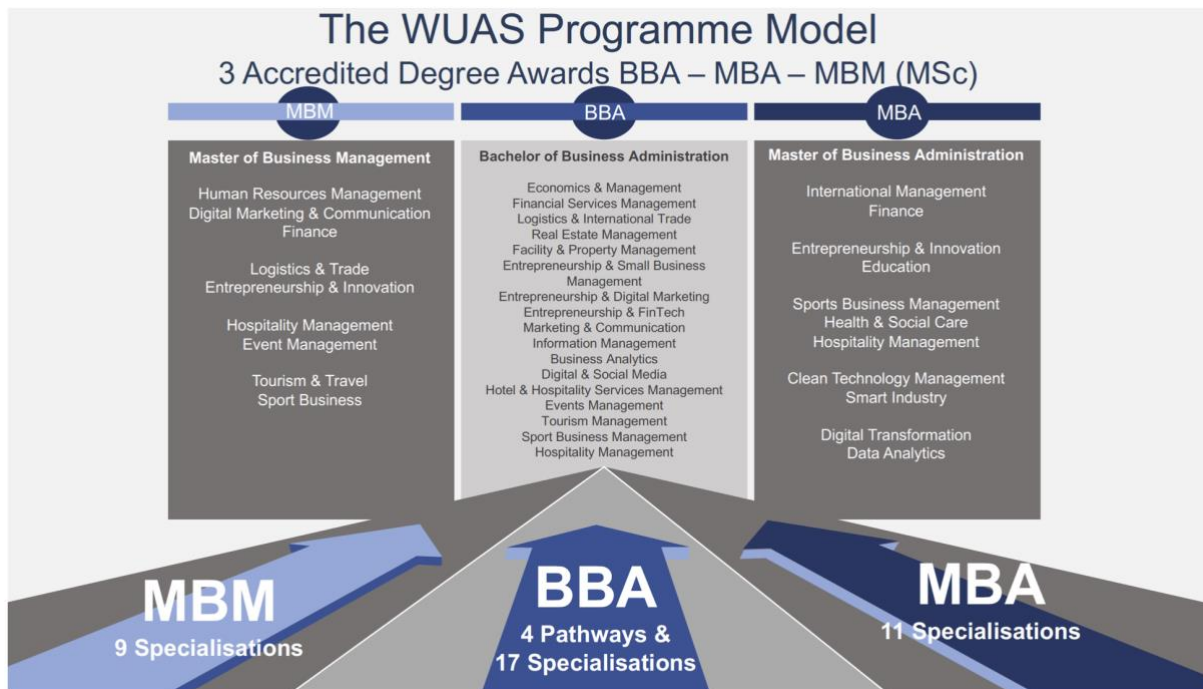 The WUAS Programme Model
3 Accredited Degree Awards BBA – MBA – MBM (MSc)
MBM
Master of Business Management
Human Resources Management
Digital Marketing & Communication
Finance
Logistics & Trade
Entrepreneurship & Innovation
Hospitality Management
Event Management
Tourism & Travel
Sport Business
BBA
Bachelor of Business Administration
Economics & Management
Financial Services Management
Logistics & International Trade
Real Estate Management
Facility & Property Management
Entrepreneurship & Small Business
Management
Entrepreneurship & Digital Marketing
Entrepreneurship & FinTech
Marketing & Communication
Information Management
Business Analytics
Digital & Social Media
Hotel & Hospitality Services Management
Events Management
Tourism Management
Sport Business Management
Hospitality Management
MBA
Master of Business Administration
International Management
Finance
Entrepreneurship & Innovation
Education
Sports Business Management
Health & Social Care
Hospitality Management
Clean Technology Management
Smart Industry
Digital Transformation
Data Analytics
MBM
9 Specialisations
BBA
4 Pathways &
17 Specialisations
MBA
11 Specialisations